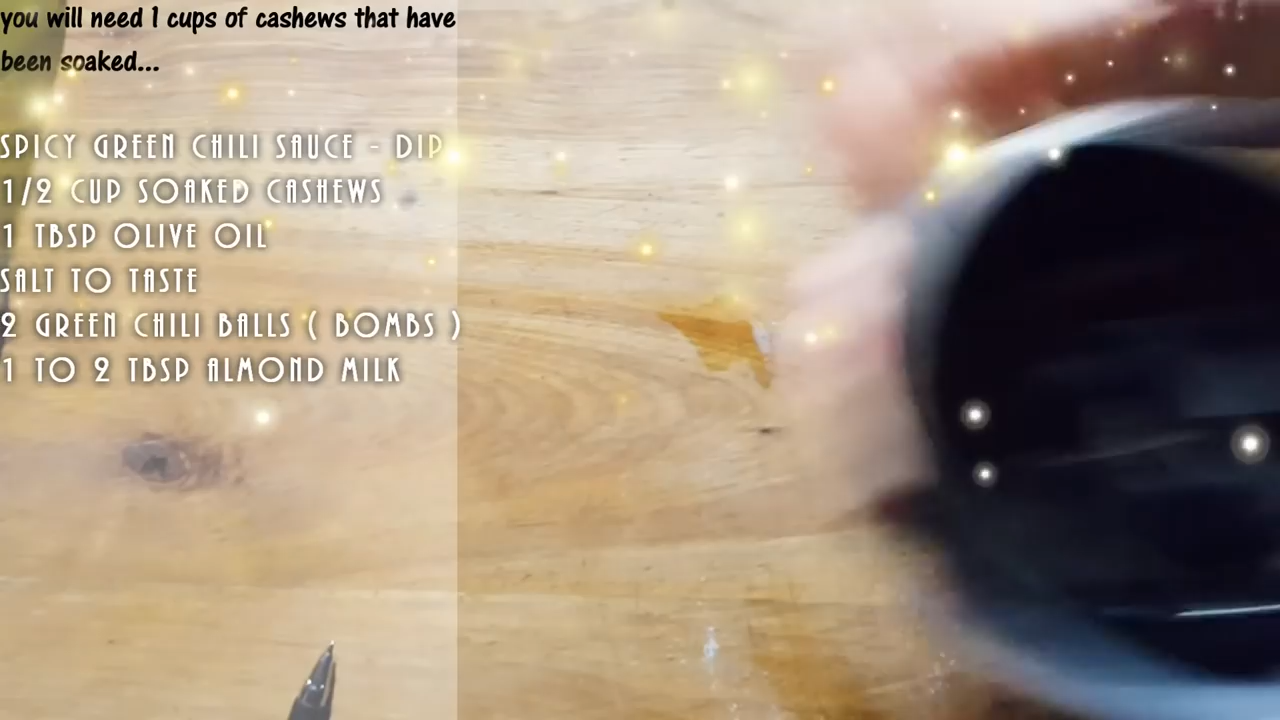 you will need 1 cups of cashews that have
been soaked...
SPICY GREEN CHILI SAUCE - DIP
1/2 CUP SOAKED CASHEWS
1 TBSP OLIVE OIL
SALT TO TASTE
2 GREEN CHILI BALLS ( BOMBS )
1 TO 2 TBSP ALMOND MILK